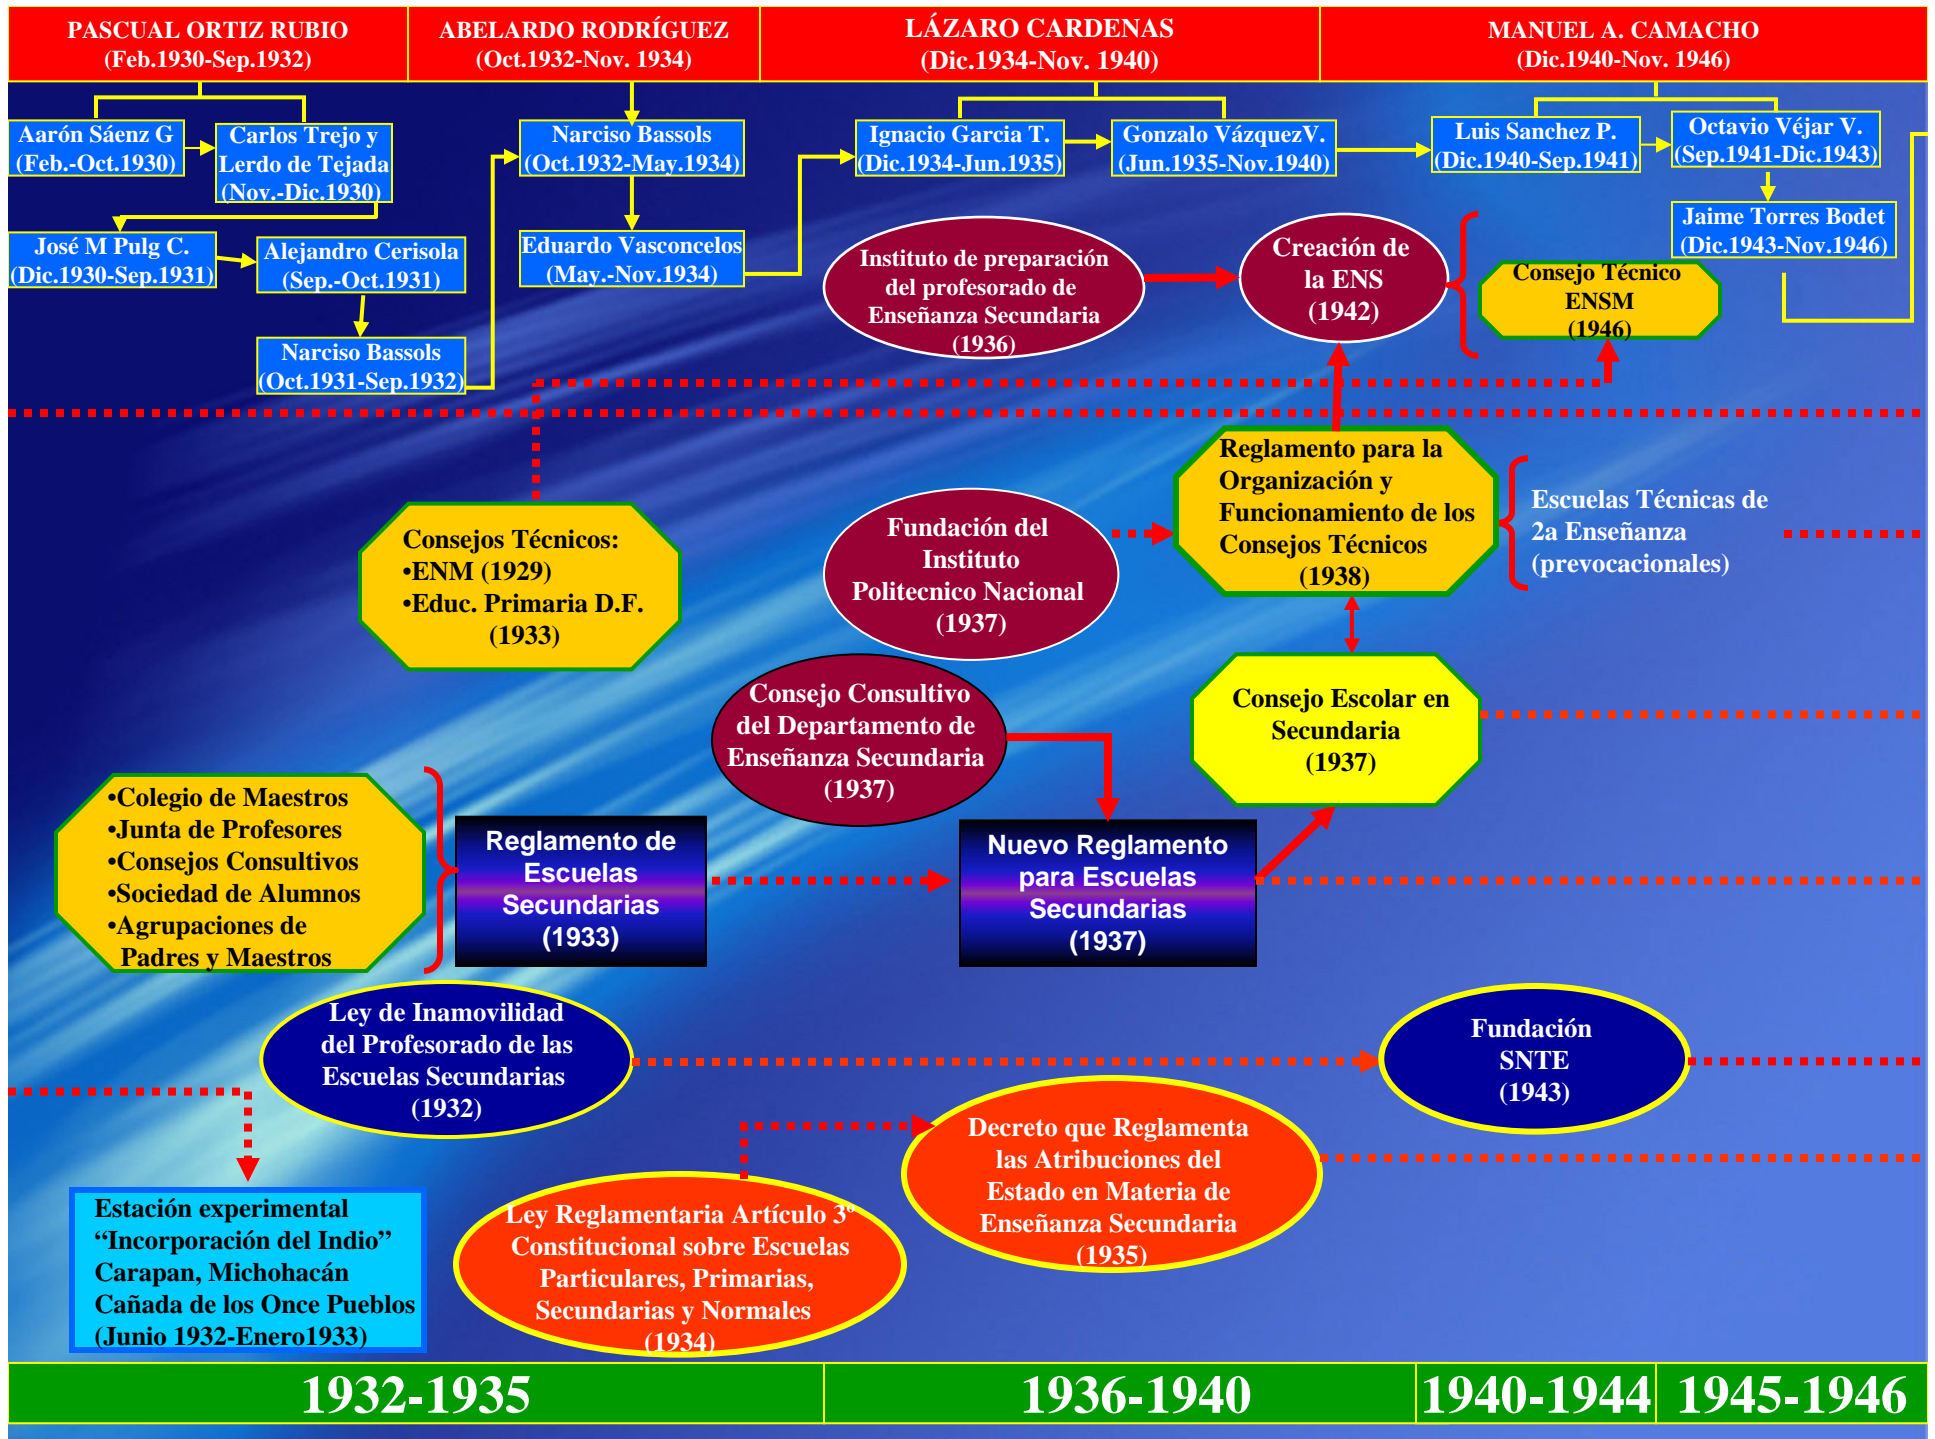 PASCUAL ORTIZ RUBIO
(Feb.1930-Sep.1932)
ABELARDO RODRÍGUEZ
(Oct.1932-Nov. 1934)
LÁZARO CARDENAS
(Dic.1934-Nov. 1940)
MANUEL A. CAMACHO
(Dic.1940-Nov. 1946)
Aarón Sáenz G
(Feb.-Oct.1930)
Carlos Trejo y
Lerdo de Tejada
(Nov.-Dic.1930)
José M Pulg C.
(Dic.1930-Sep.1931)
Alejandro Cerisola
(Sep.-Oct.1931)
Narciso Bassols
(Oct.1931-Sep.1932)
Narciso Bassols
(Oct.1932-May.1934)
Eduardo Vasconcelos
(May.-Nov.1934)
Ignacio Garcia T.
(Dic.1934-Jun.1935)
Gonzalo VázquezV.
(Jun.1935-Nov.1940)
Luis Sanchez P.
(Dic.1940-Sep.1941)
Octavio Véjar V.
(Sep.1941-Dic.1943)
Jaime Torres Bodet
(Dic.1943-Nov.1946)
Instituto de preparación
del profesorado de
Enseñanza Secundaria
(1936)
Creación de
la ENS
(1942)
Consejo Técnico
ENSM
(1946)
Consejos Técnicos:
•ENM (1929)
•Educ. Primaria D.F.
(1933)
Fundación del
Instituto
Politecnico Nacional
(1937)
Reglamento para la
Organización y
Funcionamiento de los
Consejos Técnicos
(1938)
Escuelas Técnicas de
2a Enseñanza
(prevocacionales)
Consejo Consultivo
del Departamento de
Enseñanza Secundaria
(1937)
Consejo Escolar en
Secundaria
(1937)
•Colegio de Maestros
•Junta de Profesores
•Consejos Consultivos
•Sociedad de Alumnos
•Agrupaciones de
Padres y Maestros
Reglamento de
Escuelas
Secundarias
(1933)
Nuevo Reglamento
para Escuelas
Secundarias
(1937)
Ley de Inamovilidad
del Profesorado de las
Escuelas Secundarias
(1932)
Fundación
SNTE
(1943)
Decreto que Reglamenta
las Atribuciones del
Estado en Materia de
Enseñanza Secundaria
(1935)
Estación experimental
“Incorporación del Indio”
Carapan, Michohacán
Cañada de los Once Pueblos
(Junio 1932-Enero1933)
Ley Reglamentaria Artículo 3º
Constitucional sobre Escuelas
Particulares, Primarias,
Secundarias y Normales
(1934)
1932-1935
1936-1940
1940-1944
1945-1946